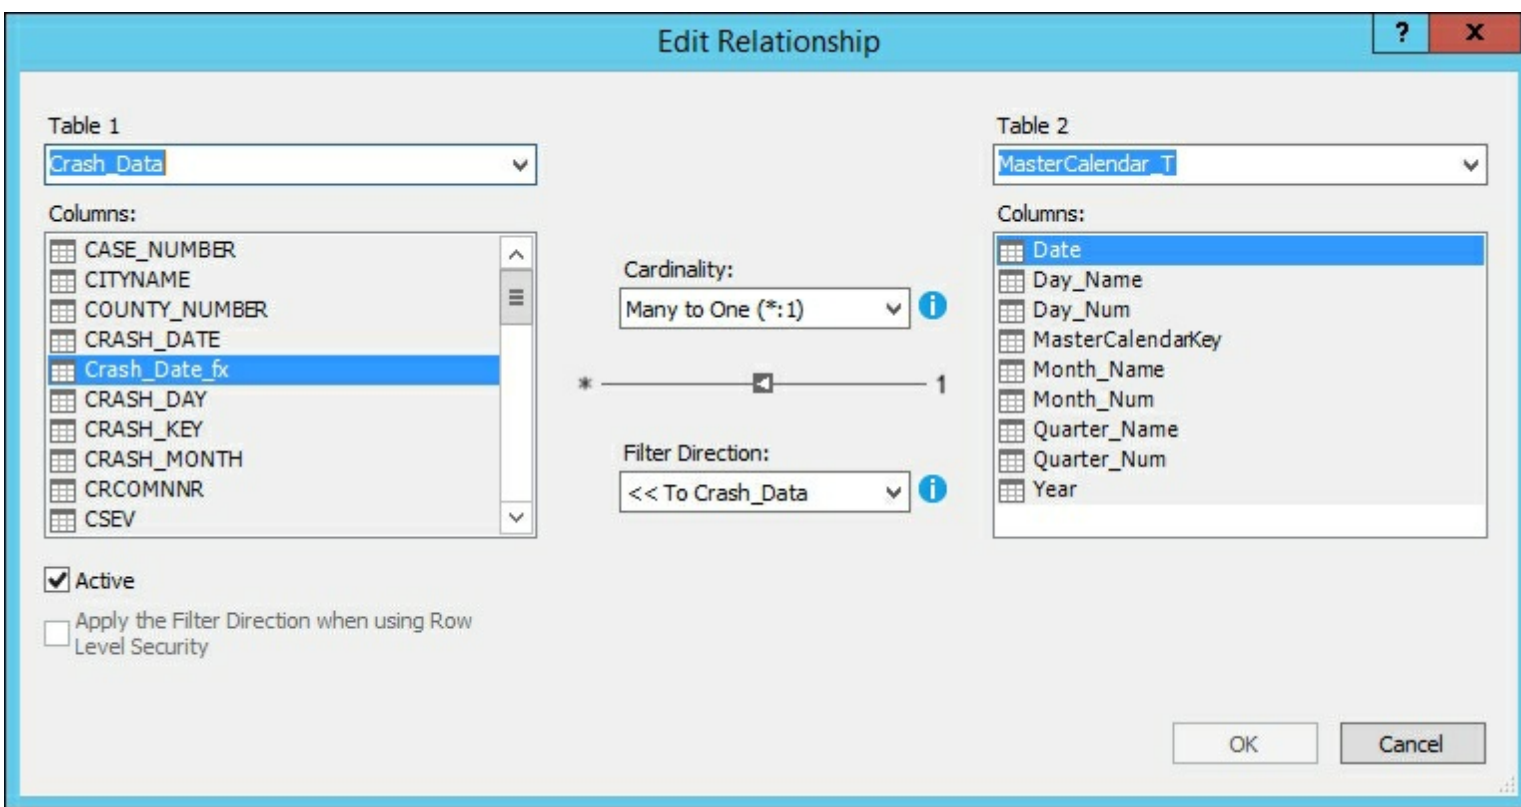 Edit Relationship
?
x
Table 1
Crash_Data
Columns:
CASE_NUMBER
CITYNAME
COUNTY_NUMBER
CRASH_DATE
Crash_Date_fx
CRASH_DAY
CRASH_KEY
CRASH_MONTH
CRCOMNNR
CSEV
Active
Apply the Filter Direction when using Row
Level Security
Cardinality:
Many to One (*:1)
* 1
Filter Direction:
<< To Crash_Data
Table 2
MasterCalendar_T
Columns:
Date
Day_Name
Day_Num
MasterCalendarKey
Month_Name
Month_Num
Quarter_Name
Quarter_Num
Year
OK
Cancel